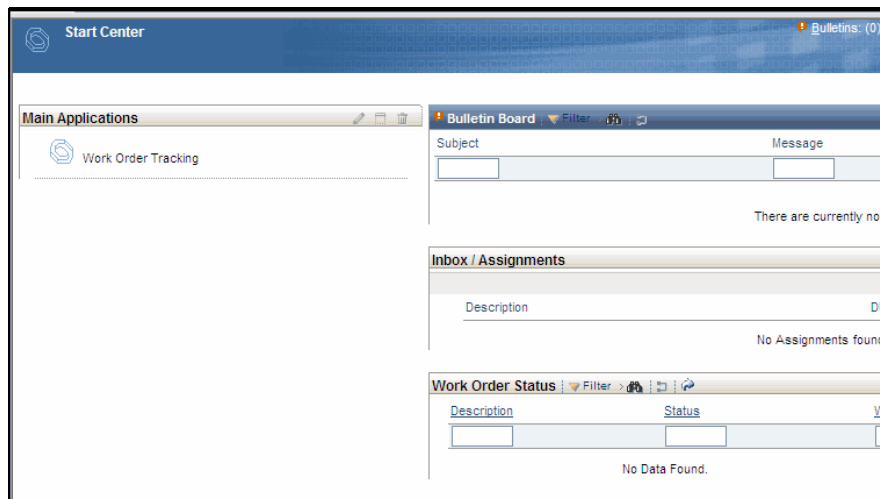 Start Center
Bulletins: (0)
Main Applications
Work Order Tracking
Bulletin Board Filter
Subject Message
There are currently no
Inbox / Assignments
Description
No Assignments found
Work Order Status Filter
Description Status
No Data Found.